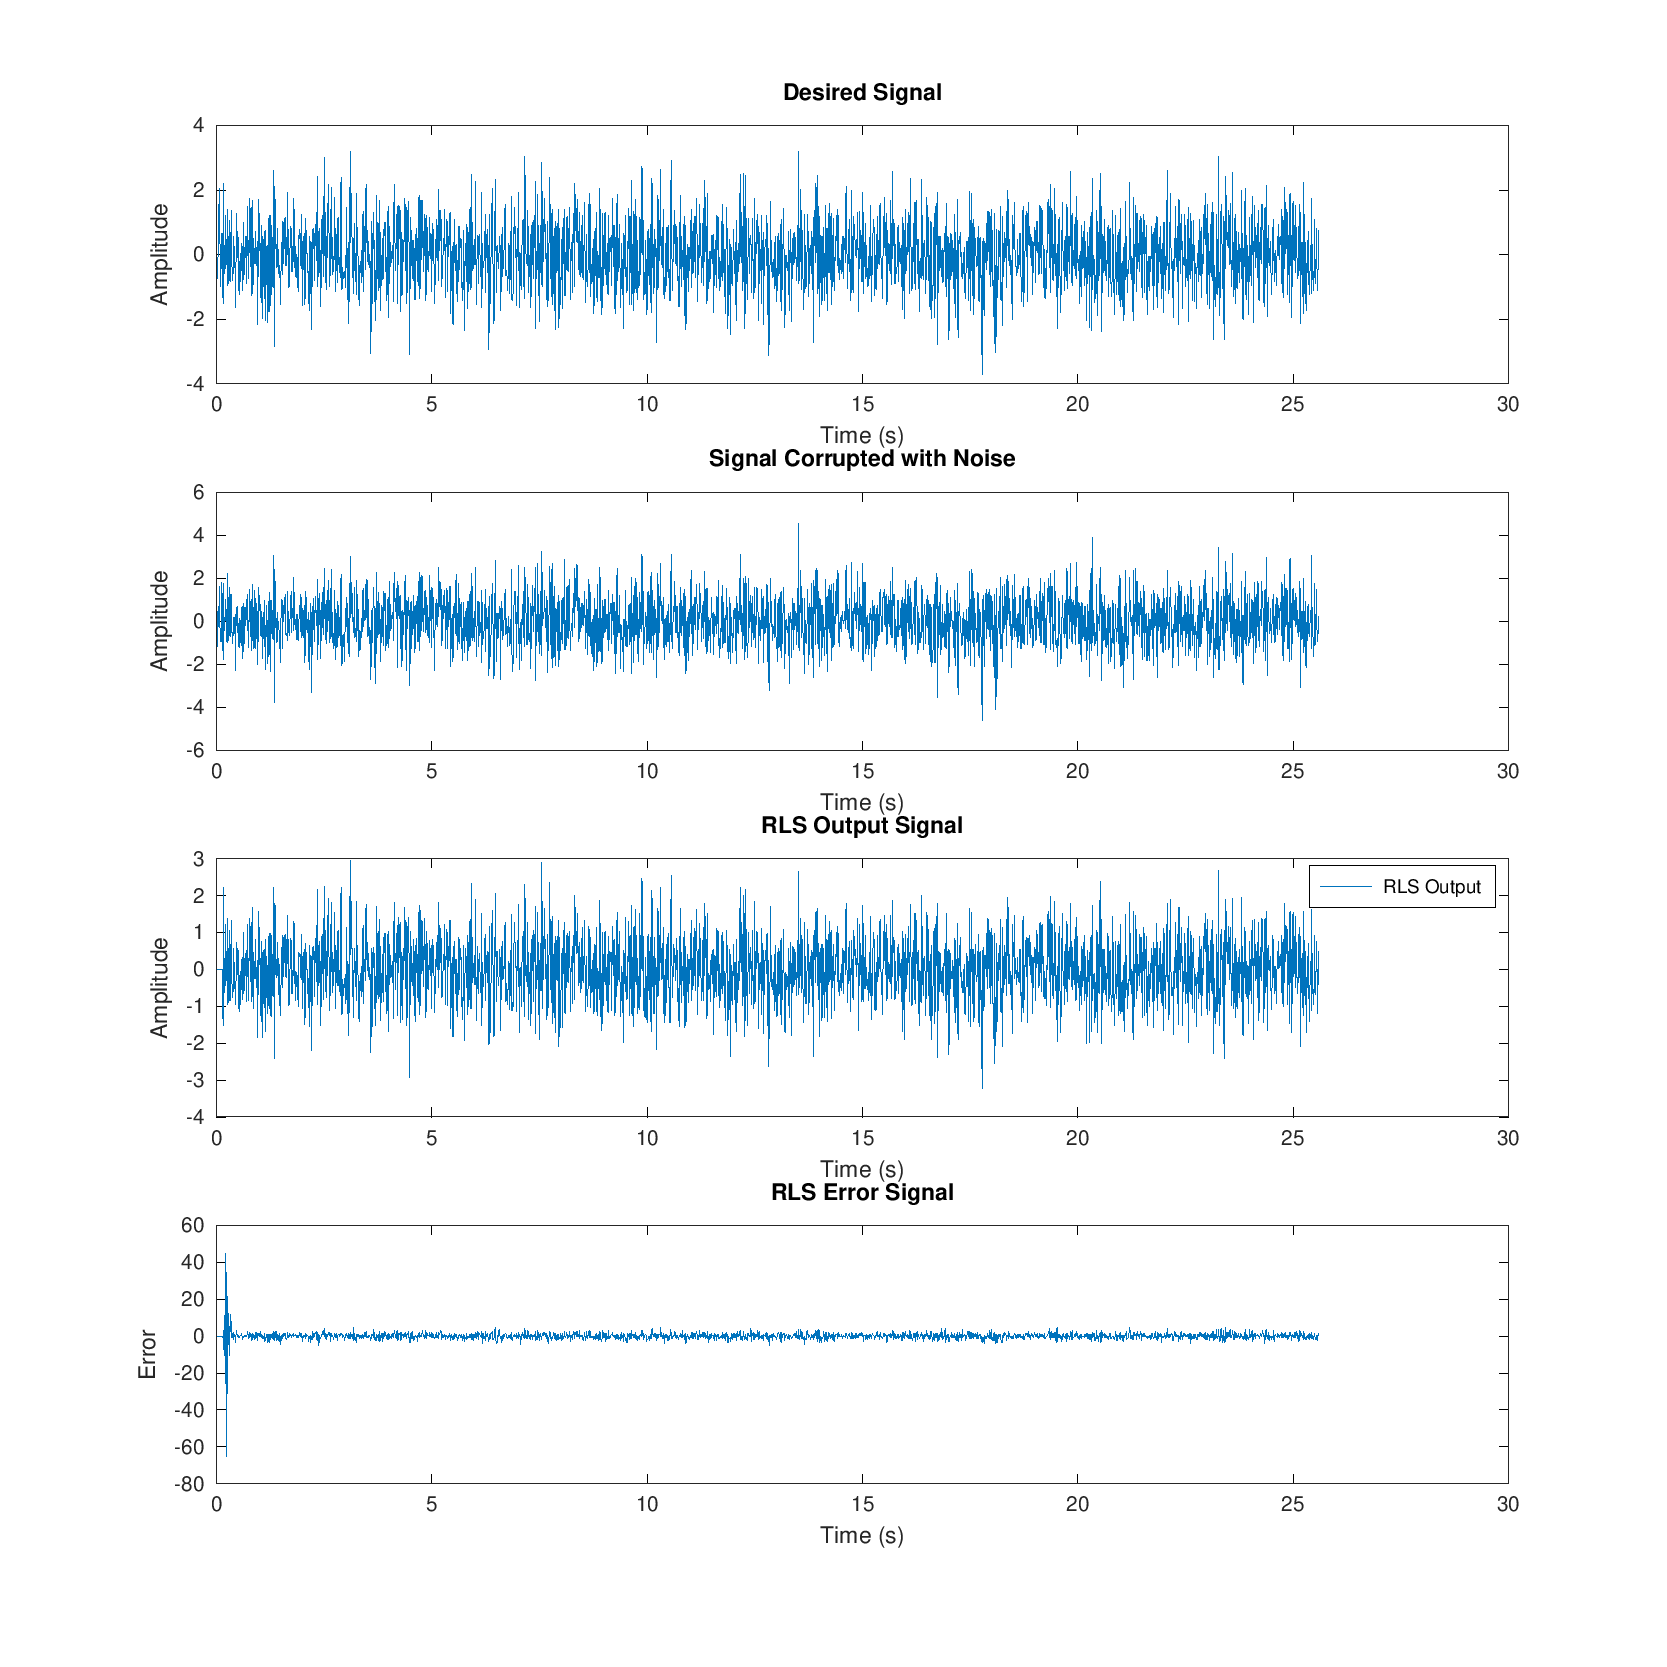 Desired Signal
4
2
0
-2
-4
Amplitude
0 5 10 15 20 25 30
Time (s)
Signal Corrupted with Noise
6
4
2
0
-2
-4
-6
Amplitude
0 5 10 15 20 25 30
Time (s)
RLS Output Signal
3
2
1
0
-1
-2
-3
-4
Amplitude
RLS Output
0 5 10 15 20 25 30
Time (s)
RLS Error Signal
60
40
20
0
-20
-40
-60
-80
Error
0 5 10 15 20 25 30
Time (s)